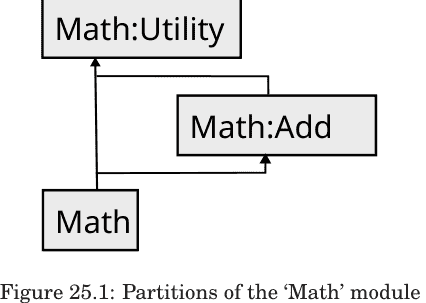 Math:Utility
Math:Add
Math
Figure 25.1: Partitions of the ‘Math’ module